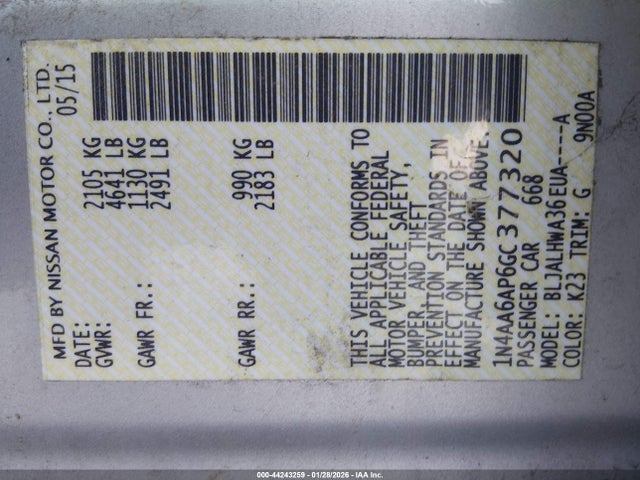 MFD BY NISSAN MOTOR CO., LTD.
DATE: 05/15
GVWR: 2105 KG
4641 LB
GAWR FR.: 1130 KG
2491 LB
GAWR RR.: 990 KG
2183 LB
THIS VEHICLE CONFORMS TO
ALL APPLICABLE FEDERAL
MOTOR VEHICLE SAFETY,
BUMPER AND THEFT
PREVENTION STANDARDS IN
EFFECT ON THE DATE OF
MANUFACTURE SHOWN ABOVE.
1N4AA6AP6GC377320
PASSENGER CAR 668
MODEL: BLJALHWA36EUA----A
COLOR: K23 TRIM: G 9N00A
000-44243259 | 01/28/2026 - IAA Inc.